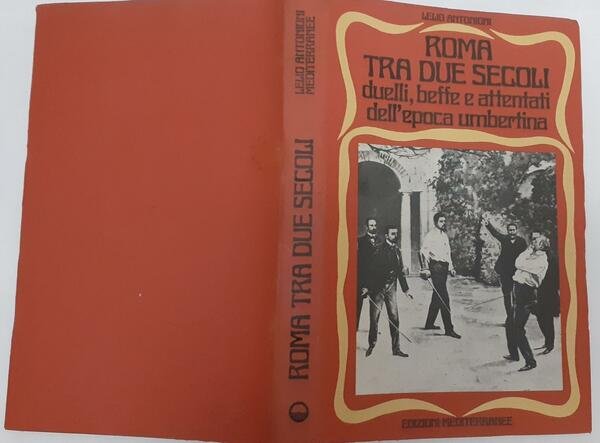 LELIO ANTONIONI
ROMA
TRA DUE SECOLI
duelli, beffe e attentati
dell'epoca umbertina
EDIZIONI MEDITERRANEE
LELIO ANTONIONI
MEDITERRANEE
ROMA TRA DUE SECOLI